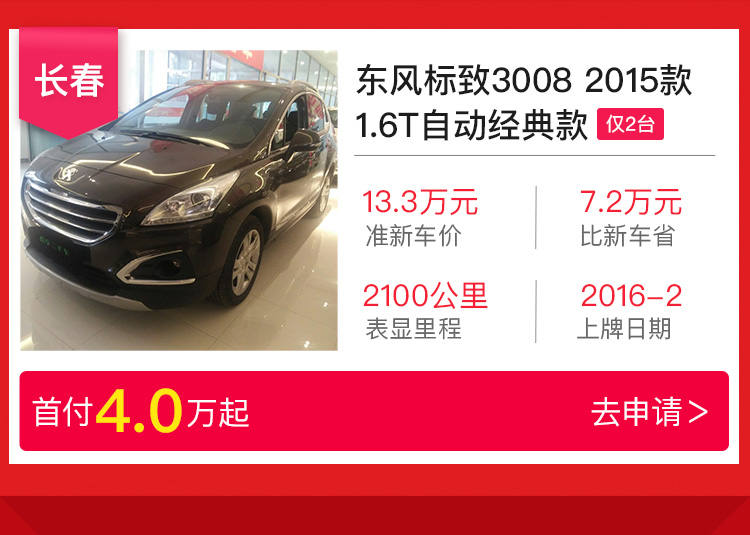 长春
东风标致3008 2015款
1.6T自动经典款 仅2台
13.3万元
准新车价
7.2万元
比新车省
2100公里
表显里程
2016-2
上牌日期
首付4.0万起
去申请>